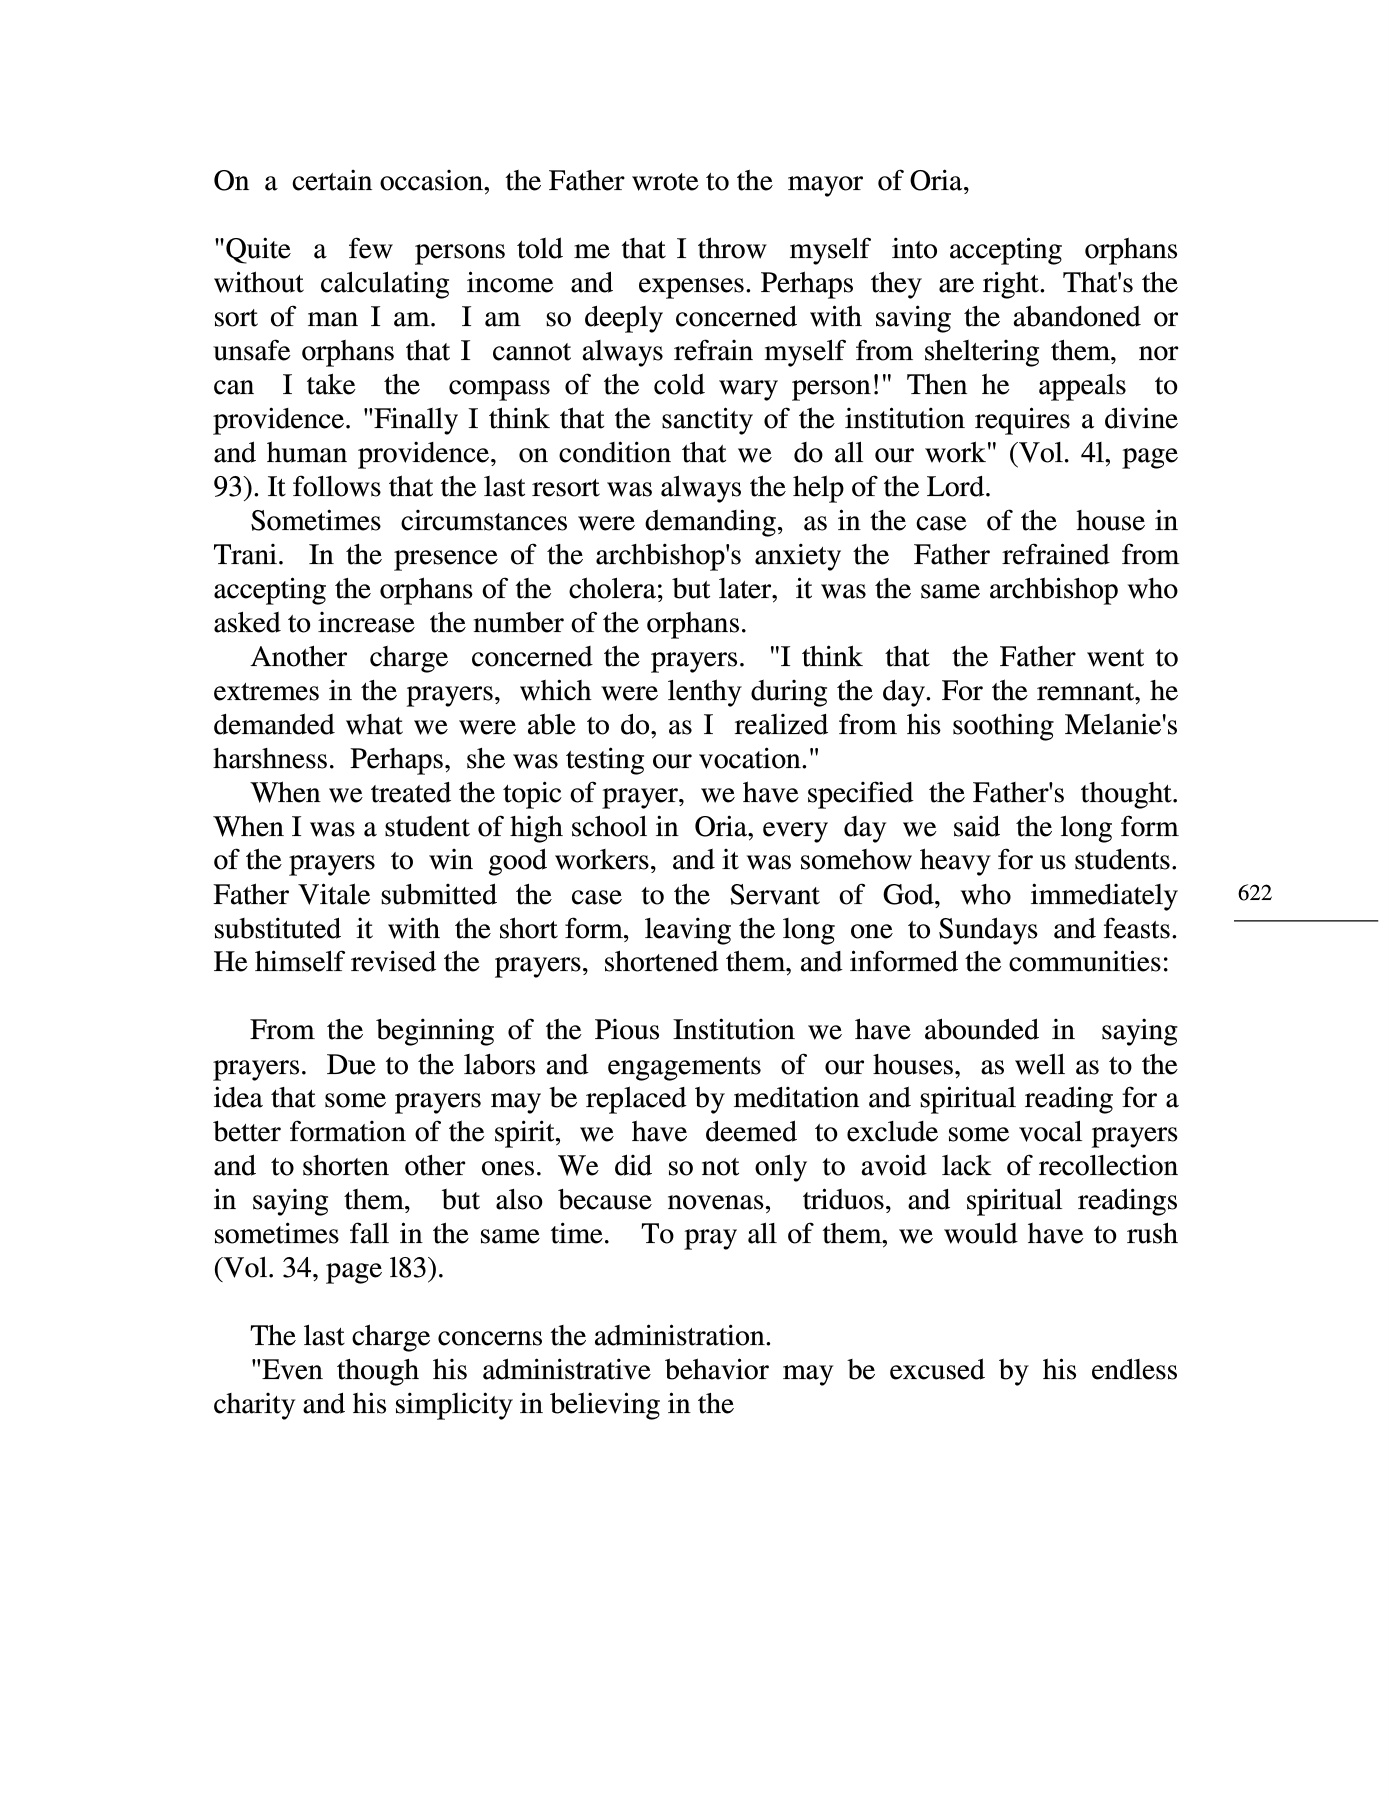 On a certain occasion, the Father wrote to the mayor of Oria,
"Quite a few persons told me that I throw myself into accepting orphans
without calculating income and expenses. Perhaps they are right. That's the
sort of man I am. I am so deeply concerned with saving the abandoned or
unsafe orphans that I cannot always refrain myself from sheltering them, nor
can I take the compass of the cold wary person!" Then he appeals to
providence. "Finally I think that the sanctity of the institution requires a divine
and human providence, on condition that we do all our work" (Vol. 4l, page
93). It follows that the last resort was always the help of the Lord.
Sometimes circumstances were demanding, as in the case of the house in
Trani. In the presence of the archbishop's anxiety the Father refrained from
accepting the orphans of the cholera; but later, it was the same archbishop who
asked to increase the number of the orphans.
Another charge concerned the prayers. "I think that the Father went to
extremes in the prayers, which were lenthy during the day. For the remnant, he
demanded what we were able to do, as I realized from his soothing Melanie's
harshness. Perhaps, she was testing our vocation."
When we treated the topic of prayer, we have specified the Father's thought.
When I was a student of high school in Oria, every day we said the long form
of the prayers to win good workers, and it was somehow heavy for us students.
Father Vitale submitted the case to the Servant of God, who immediately
substituted it with the short form, leaving the long one to Sundays and feasts.
He himself revised the prayers, shortened them, and informed the communities:
622
From the beginning of the Pious Institution we have abounded in saying
prayers. Due to the labors and engagements of our houses, as well as to the
idea that some prayers may be replaced by meditation and spiritual reading for a
better formation of the spirit, we have deemed to exclude some vocal prayers
and to shorten other ones. We did so not only to avoid lack of recollection
in saying them, but also because novenas, triduos, and spiritual readings
sometimes fall in the same time. To pray all of them, we would have to rush
(Vol. 34, page l83).
The last charge concerns the administration.
"Even though his administrative behavior may be excused by his endless
charity and his simplicity in believing in the